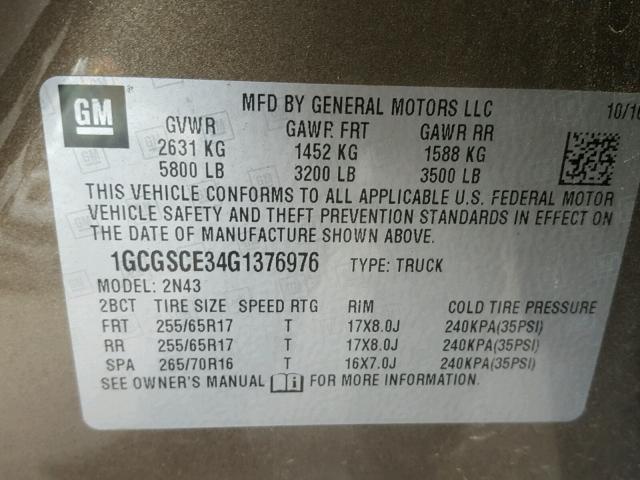 GM
MFD BY GENERAL MOTORS LLC
10/16
GVWR GAWR FRT GAWR RR
2631 KG 1452 KG 1588 KG
5800 LB 3200 LB 3500 LB
THIS VEHICLE CONFORMS TO ALL APPLICABLE U.S. FEDERAL MOTOR
VEHICLE SAFETY AND THEFT PREVENTION STANDARDS IN EFFECT ON
THE DATE OF MANUFACTURE SHOWN ABOVE.
1GCGSCE34G1376976 TYPE: TRUCK
MODEL: 2N43
2BCT TIRE SIZE SPEED RTG RIM COLD TIRE PRESSURE
FRT 255/65R17 T 17X8.0J 240KPA(35PSI)
RR 255/65R17 T 17X8.0J 240KPA(35PSI)
SPA 265/70R16 T 16X7.0J 240KPA(35PSI)
SEE OWNER'S MANUAL FOR MORE INFORMATION.